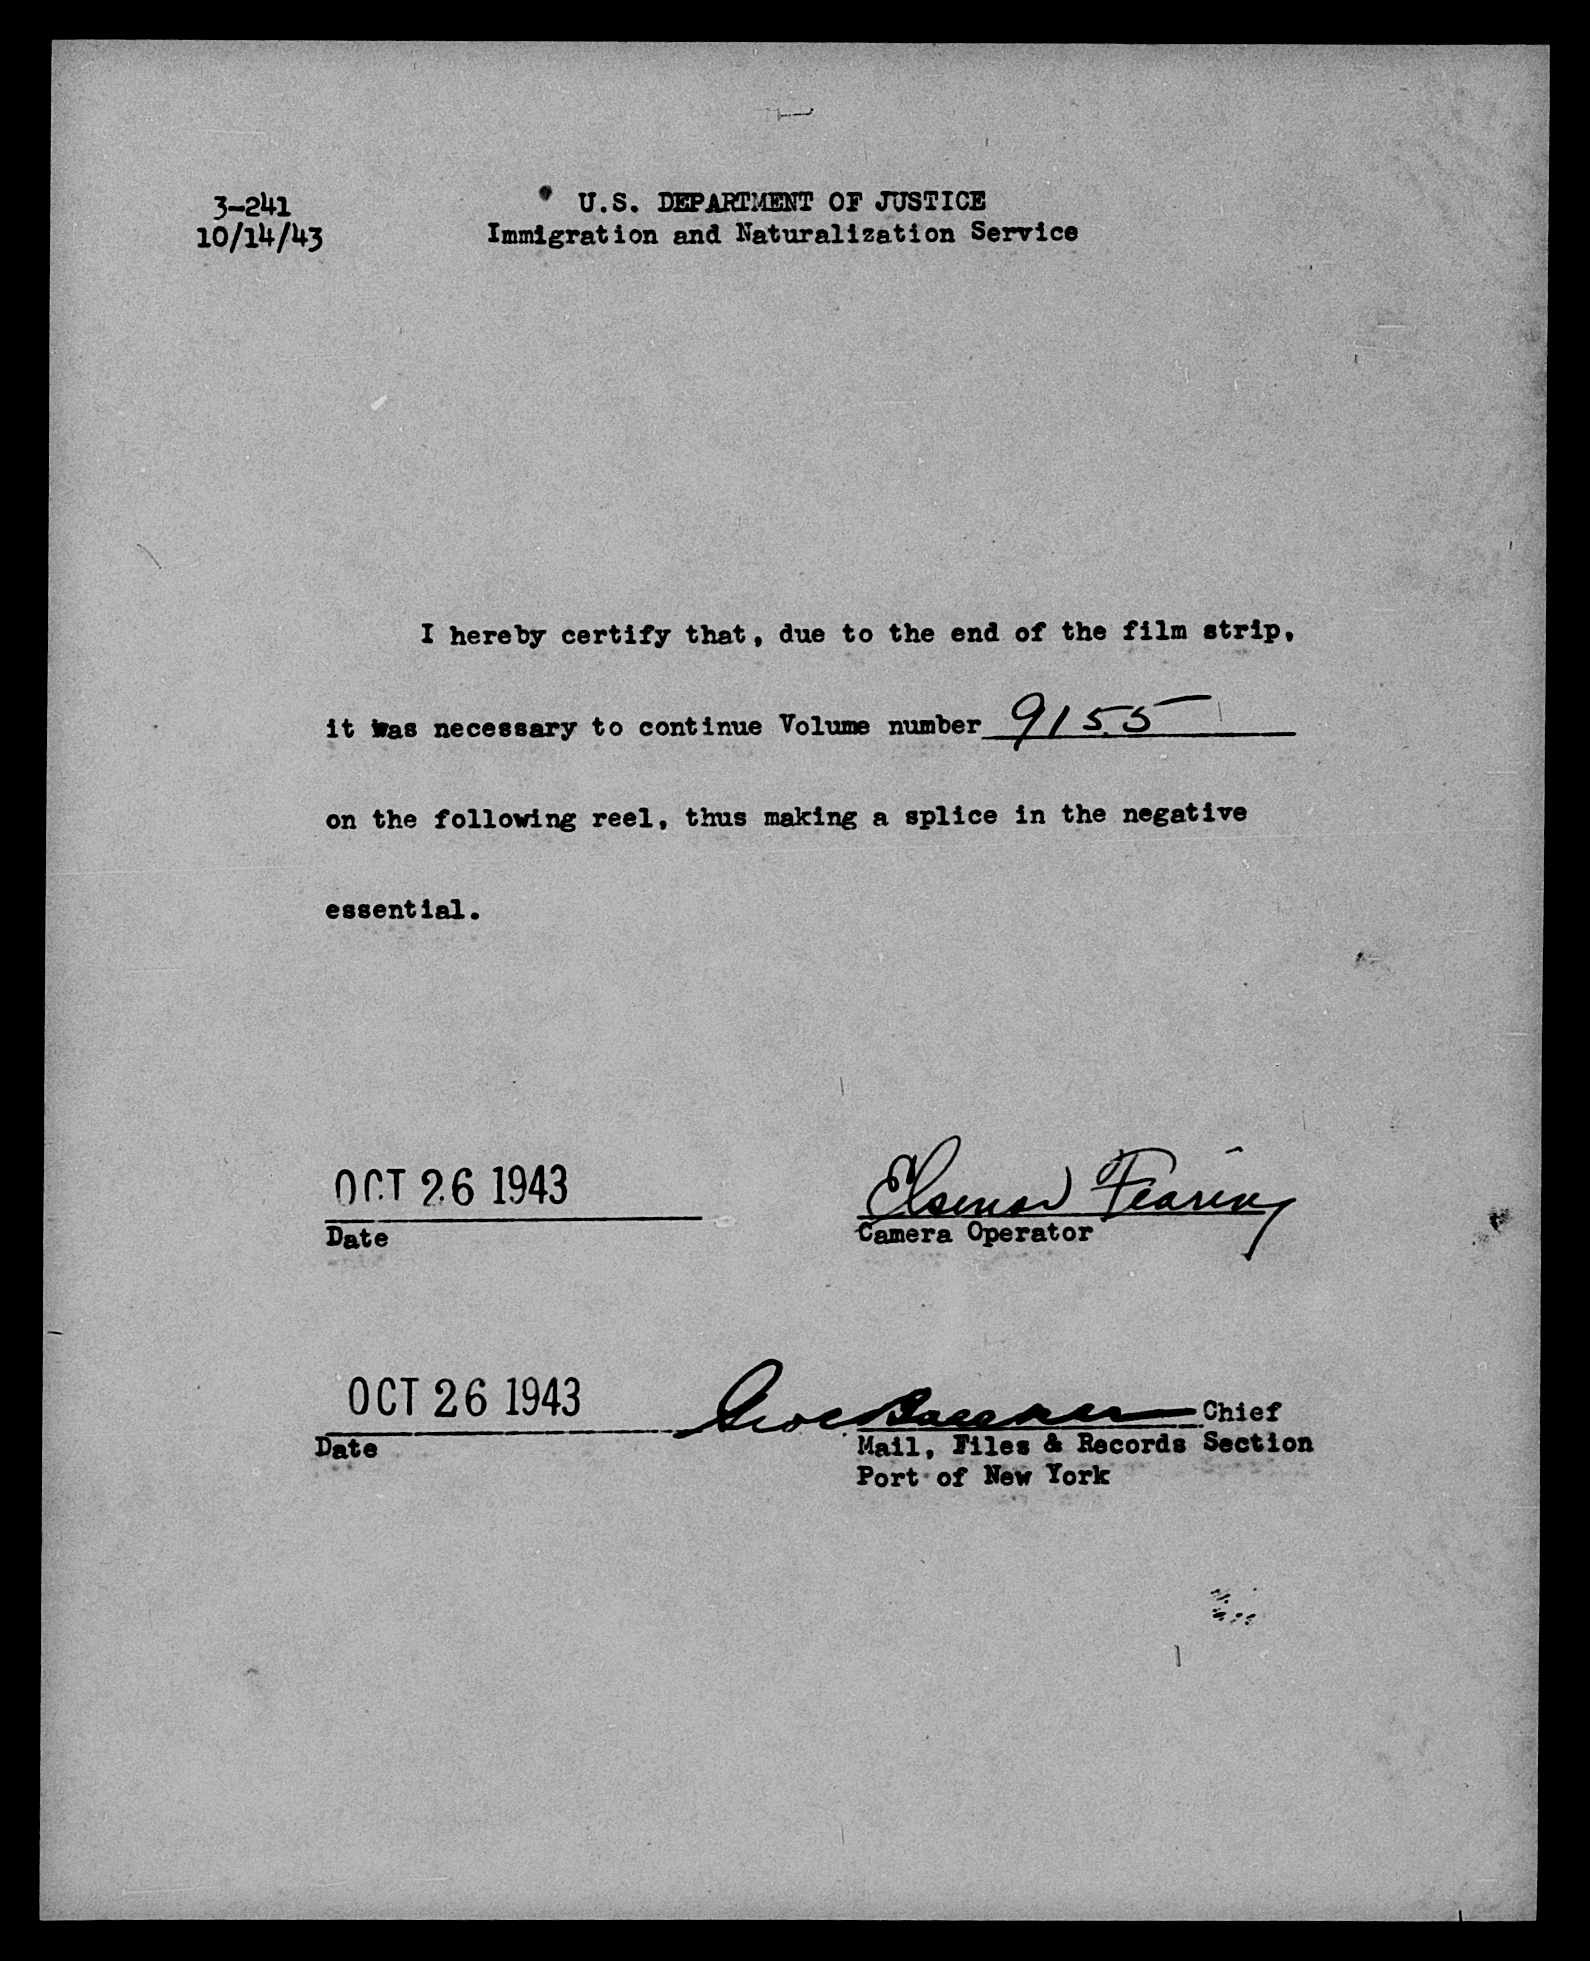 3-241
10/14/43
U.S. DEPARTMENT OF JUSTICE
Immigration and Naturalization Service
I hereby certify that, due to the end of the film strip,
it was necessary to continue Volume number 9155
on the following reel, thus making a splice in the negative
essential.
OCT 26 1943
Date
Fearing
Camera Operator
OCT 26 1943
Date
Chief
Mail, Files & Records Section
Port of New York